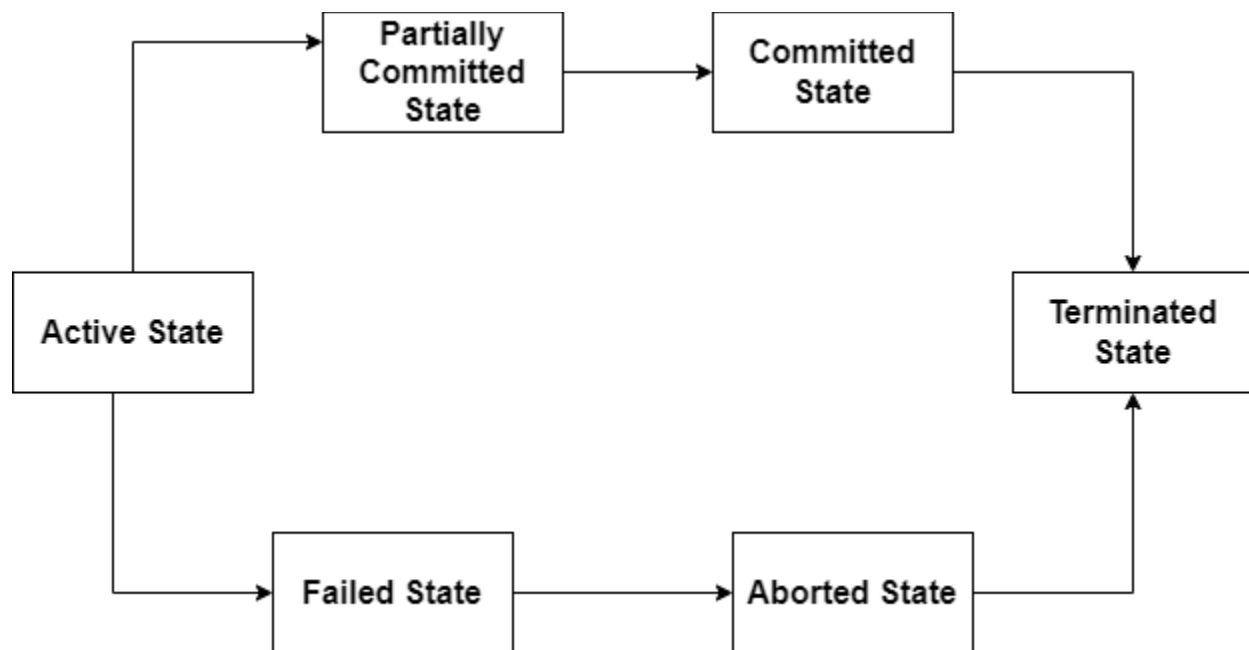 Partially
Committed
State
Committed
State
Active State
Terminated
State
Failed State
Aborted State